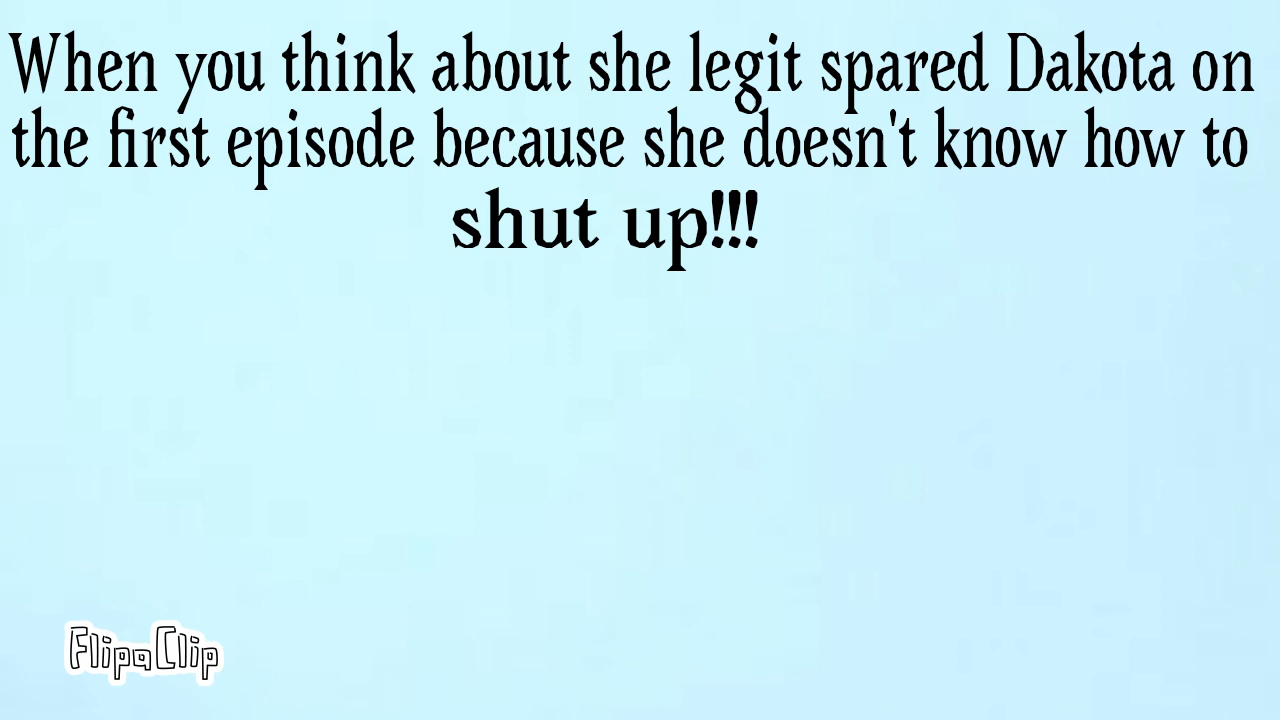 When you think about she legit spared Dakota on
the first episode because she doesn't know how to
shut up!!!
FlipaClip